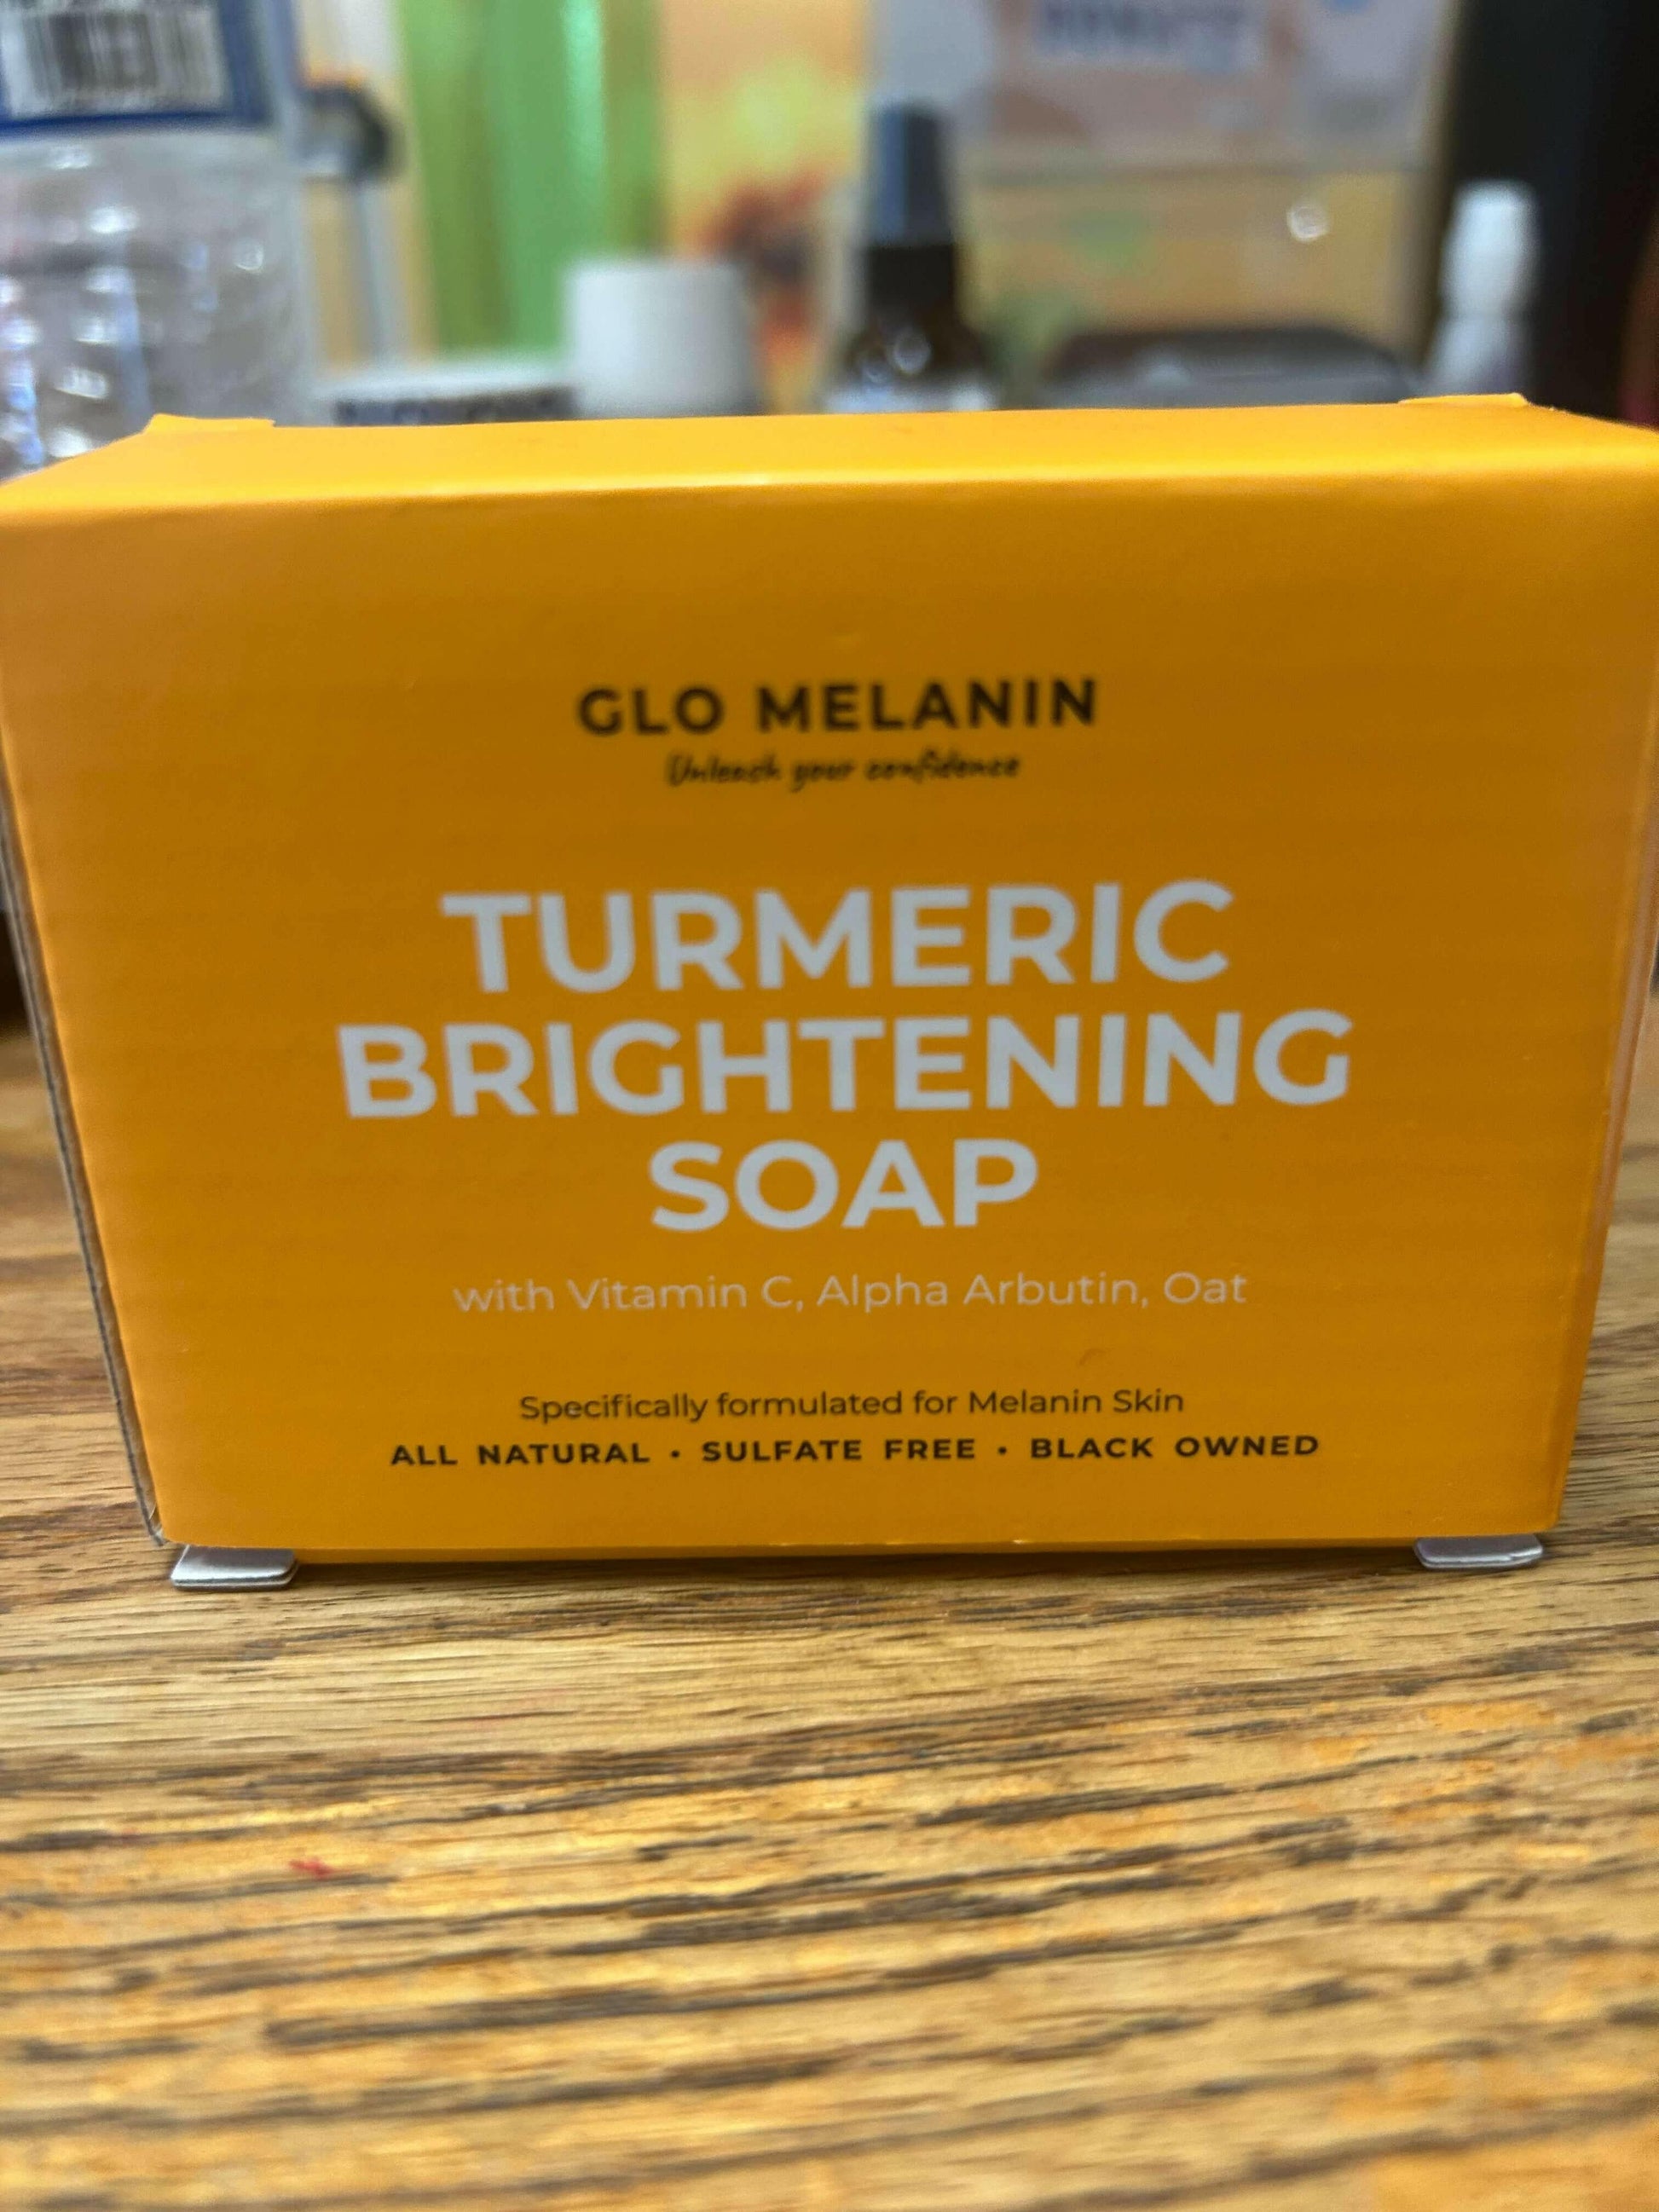 GLO MELANIN
Unleash your confidence
TURMERIC
BRIGHTENING
SOAP
with Vitamin C, Alpha Arbutin, Oat
Specifically formulated for Melanin Skin
ALL NATURAL • SULFATE FREE • BLACK OWNED